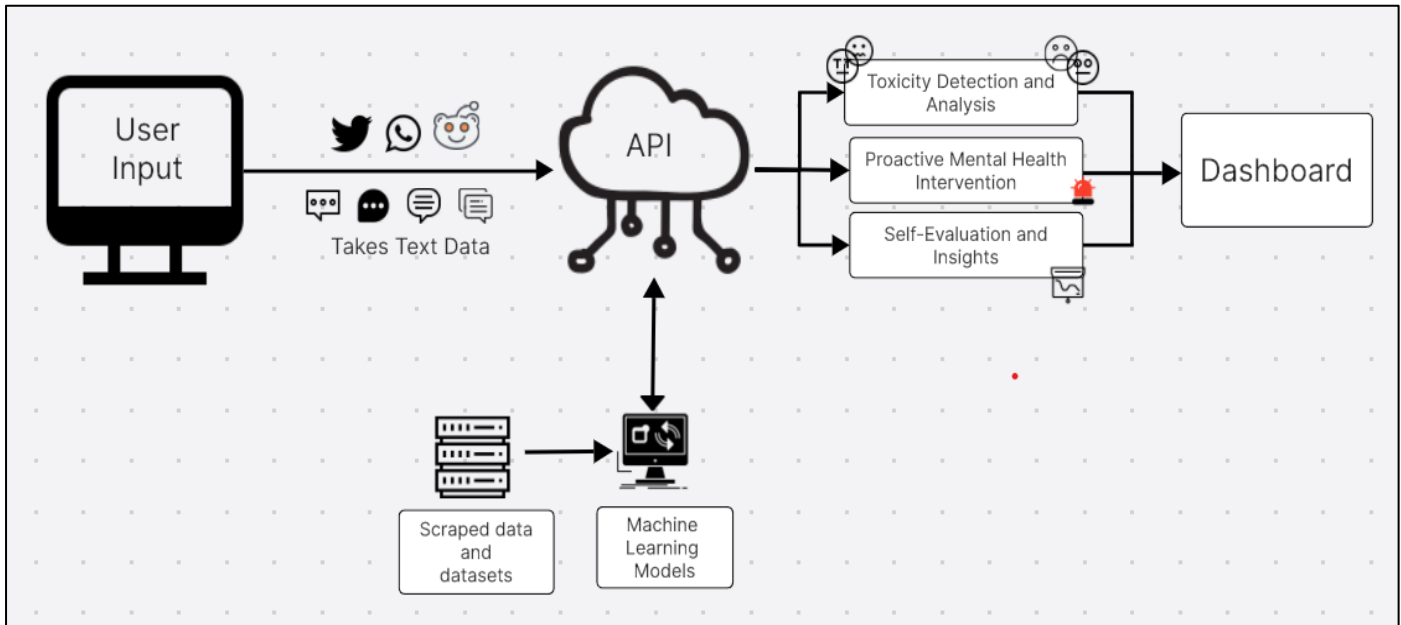 User
Input
Takes Text Data
API
Toxicity Detection and
Analysis
Proactive Mental Health
Intervention
Self-Evaluation and
Insights
Dashboard
Scraped data
and
datasets
Machine
Learning
Models